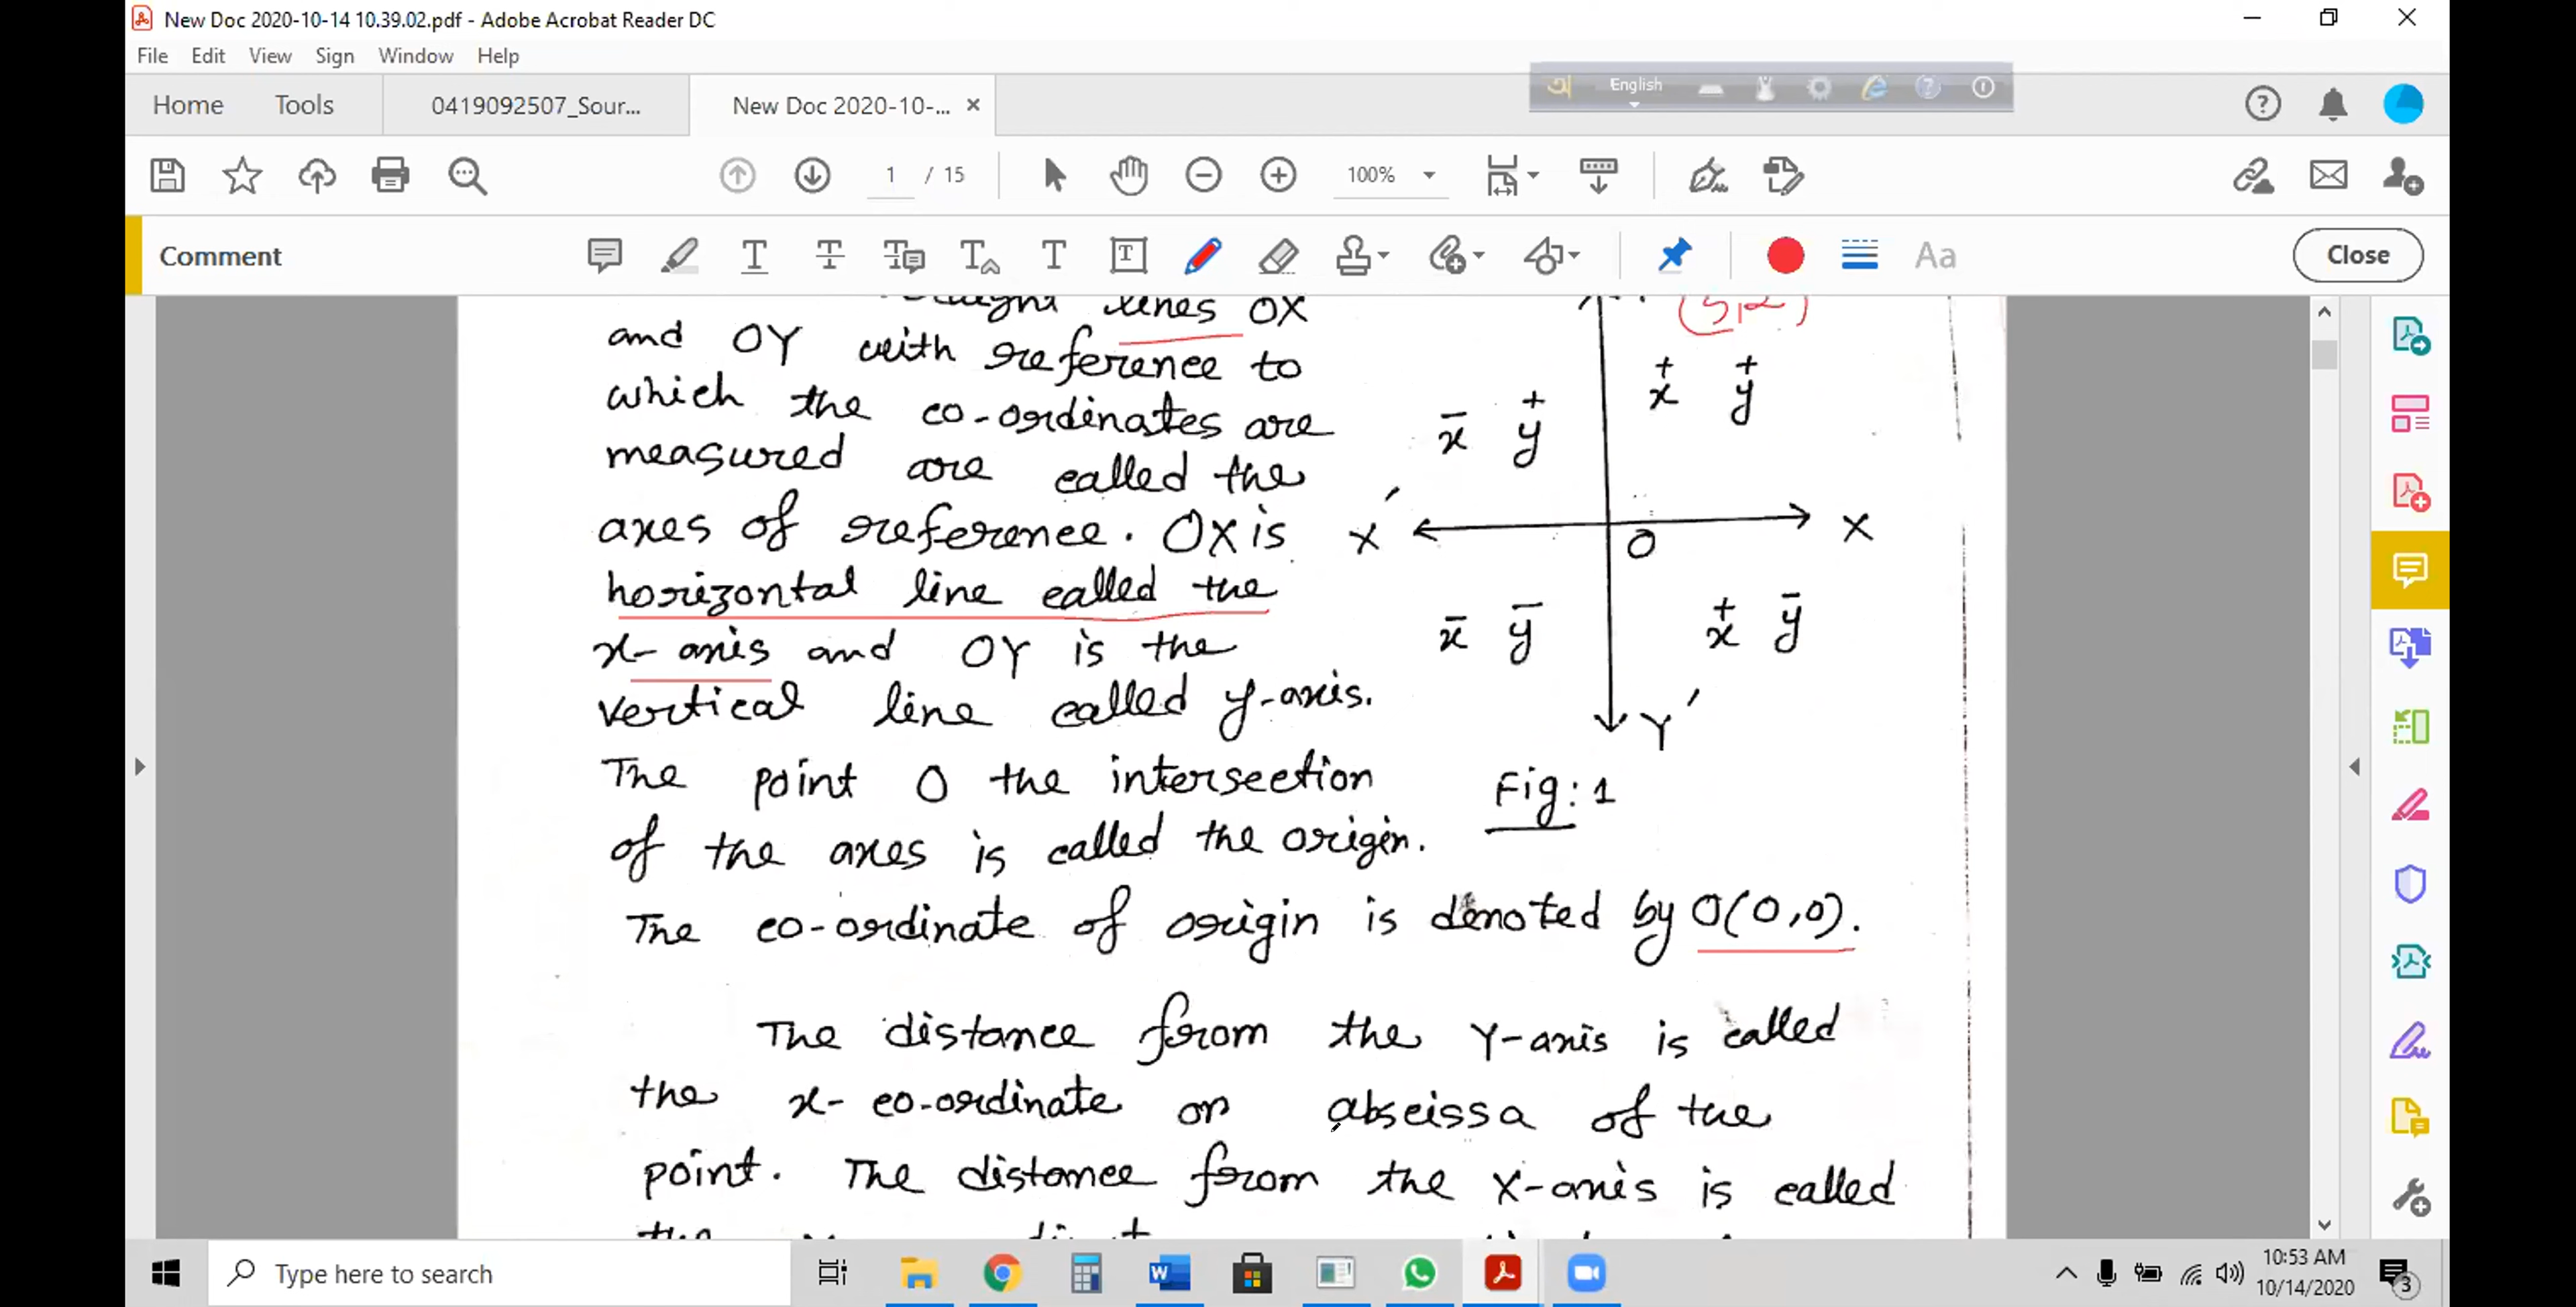 New Doc 2020-10-14 10.39.02.pdf - Adobe Acrobat Reader DC
File Edit View Sign Window Help
Home Tools 0419092507_Sour... New Doc 2020-10-... × English
1 / 15 100%
Comment Close
lines OX
and OY with reference to
which the co-ordinates are
measured are called the
axes of reference. OX is
horizontal line called the
x-axis and OY is the
vertical line called y-axis.
The point O the intersection
of the axes is called the origin.
The co-ordinate of origin is denoted by O(0,0).
The distance from the Y-axis is called
the x-co-ordinate or abscissa of the
point. The distance from the X-axis is called
+ +
x y
- +
x y
X' O X
- -
x y
+ -
x y
Y'
Fig: 1
Type here to search
10:53 AM
10/14/2020
3